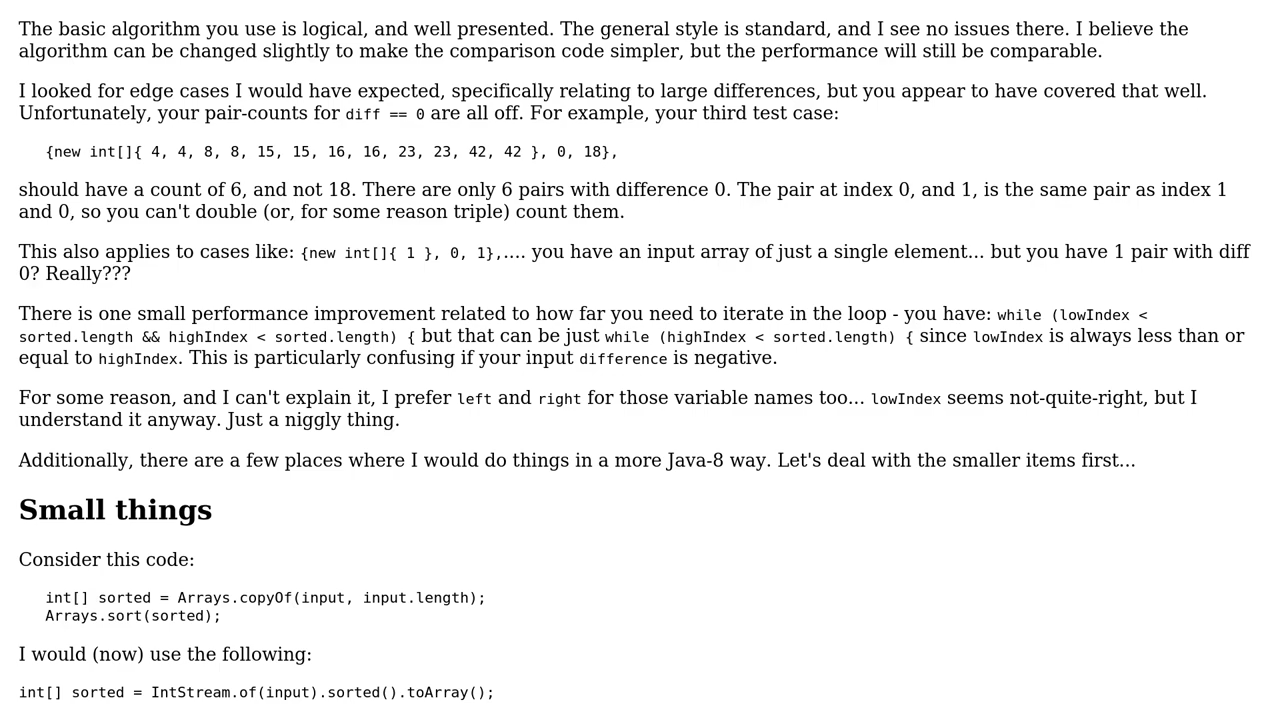 The basic algorithm you use is logical, and well presented. The general style is standard, and I see no issues there. I believe the
algorithm can be changed slightly to make the comparison code simpler, but the performance will still be comparable.
I looked for edge cases I would have expected, specifically relating to large differences, but you appear to have covered that well.
Unfortunately, your pair-counts for diff == 0 are all off. For example, your third test case:
{new int[]{ 4, 4, 8, 8, 15, 15, 16, 16, 23, 23, 42, 42 }, 0, 18},
should have a count of 6, and not 18. There are only 6 pairs with difference 0. The pair at index 0, and 1, is the same pair as index 1
and 0, so you can't double (or, for some reason triple) count them.
This also applies to cases like: {new int[]{ 1 }, 0, 1},.... you have an input array of just a single element... but you have 1 pair with diff
0? Really???
There is one small performance improvement related to how far you need to iterate in the loop - you have: while (lowIndex <
sorted.length && highIndex < sorted.length) { but that can be just while (highIndex < sorted.length) { since lowIndex is always less than or
equal to highIndex. This is particularly confusing if your input difference is negative.
For some reason, and I can't explain it, I prefer left and right for those variable names too... lowIndex seems not-quite-right, but I
understand it anyway. Just a niggly thing.
Additionally, there are a few places where I would do things in a more Java-8 way. Let's deal with the smaller items first...
Small things
Consider this code:
int[] sorted = Arrays.copyOf(input, input.length);
Arrays.sort(sorted);
I would (now) use the following:
int[] sorted = IntStream.of(input).sorted().toArray();